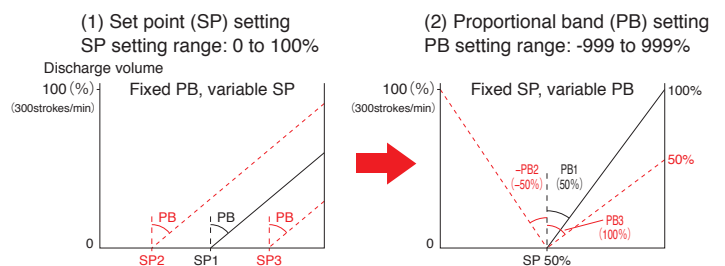 (1) Set point (SP) setting
SP setting range: 0 to 100%
Discharge volume
100 (%)
(300strokes/min)
Fixed PB, variable SP
PB
PB
PB
0
SP2
SP1
SP3
(2) Proportional band (PB) setting
PB setting range: -999 to 999%
100 (%)
(300strokes/min)
Fixed SP, variable PB
100%
50%
−PB2
(−50%)
PB1
(50%)
PB3
(100%)
0
SP 50%